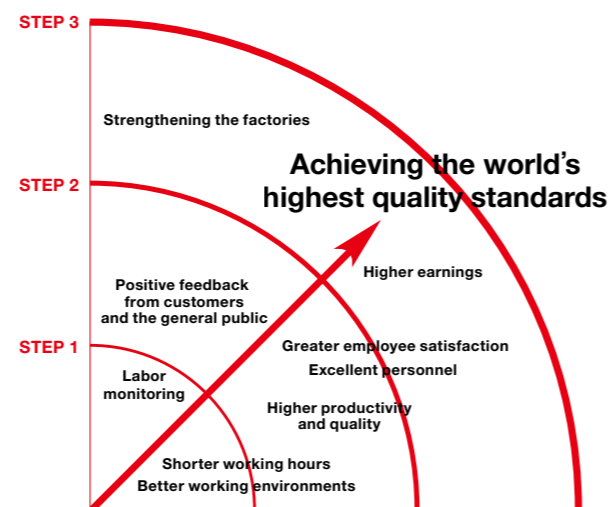 STEP 3
Strengthening the factories
Achieving the world's
highest quality standards
STEP 2
Higher earnings
Positive feedback
from customers
and the general public
STEP 1
Greater employee satisfaction
Excellent personnel
Labor
monitoring
Higher productivity
and quality
Shorter working hours
Better working environments